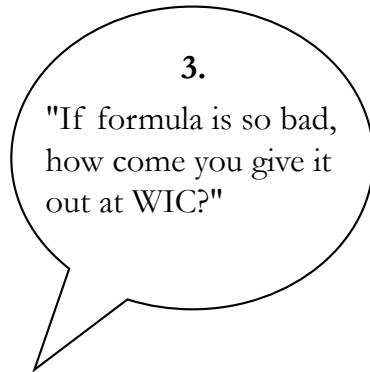 3.
"If formula is so bad,
how come you give it
out at WIC?"